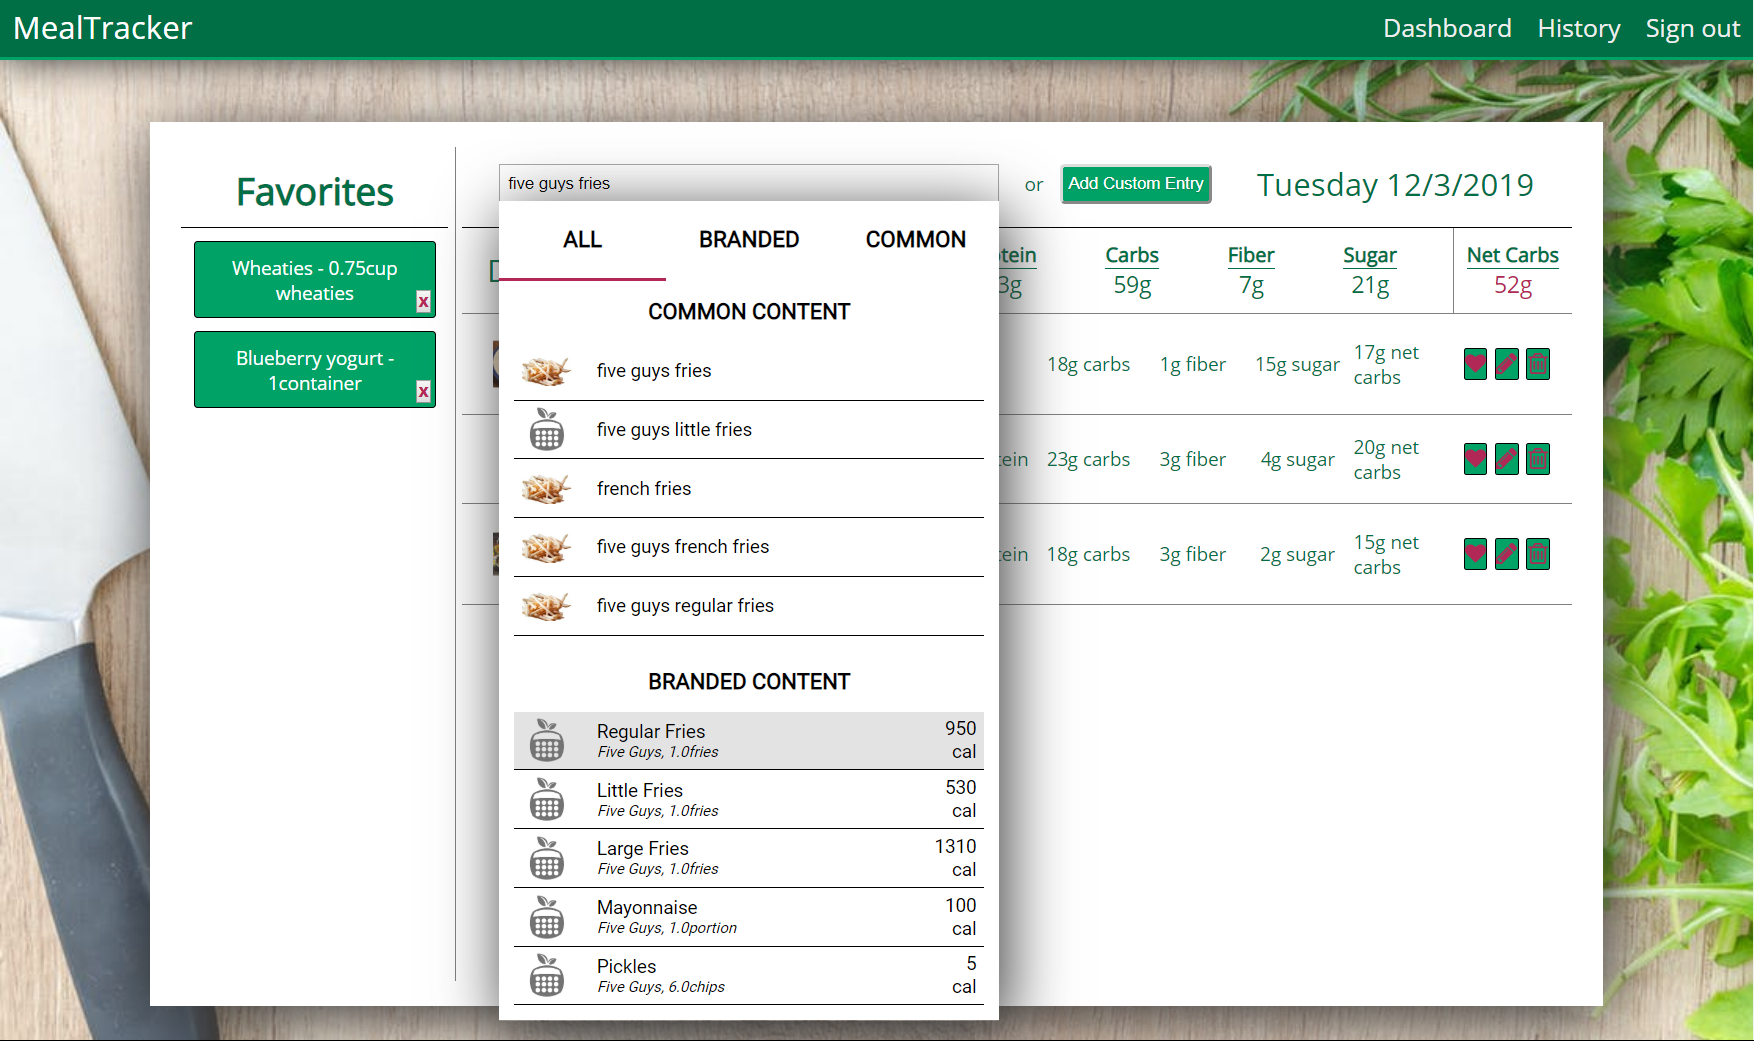 MealTracker
Dashboard History Sign out
Favorites
Wheaties - 0.75cup
wheaties
x
Blueberry yogurt -
1container
x
five guys fries
or
Add Custom Entry
Tuesday 12/3/2019
ALL BRANDED COMMON
COMMON CONTENT
five guys fries
five guys little fries
french fries
five guys french fries
five guys regular fries
BRANDED CONTENT
Regular Fries
Five Guys, 1.0fries
950
cal
Little Fries
Five Guys, 1.0fries
530
cal
Large Fries
Five Guys, 1.0fries
1310
cal
Mayonnaise
Five Guys, 1.0portion
100
cal
Pickles
Five Guys, 6.0chips
5
cal
Carbs
59g
Fiber
7g
Sugar
21g
Net Carbs
52g
18g carbs 1g fiber 15g sugar 17g net
carbs
23g carbs 3g fiber 4g sugar 20g net
carbs
18g carbs 3g fiber 2g sugar 15g net
carbs